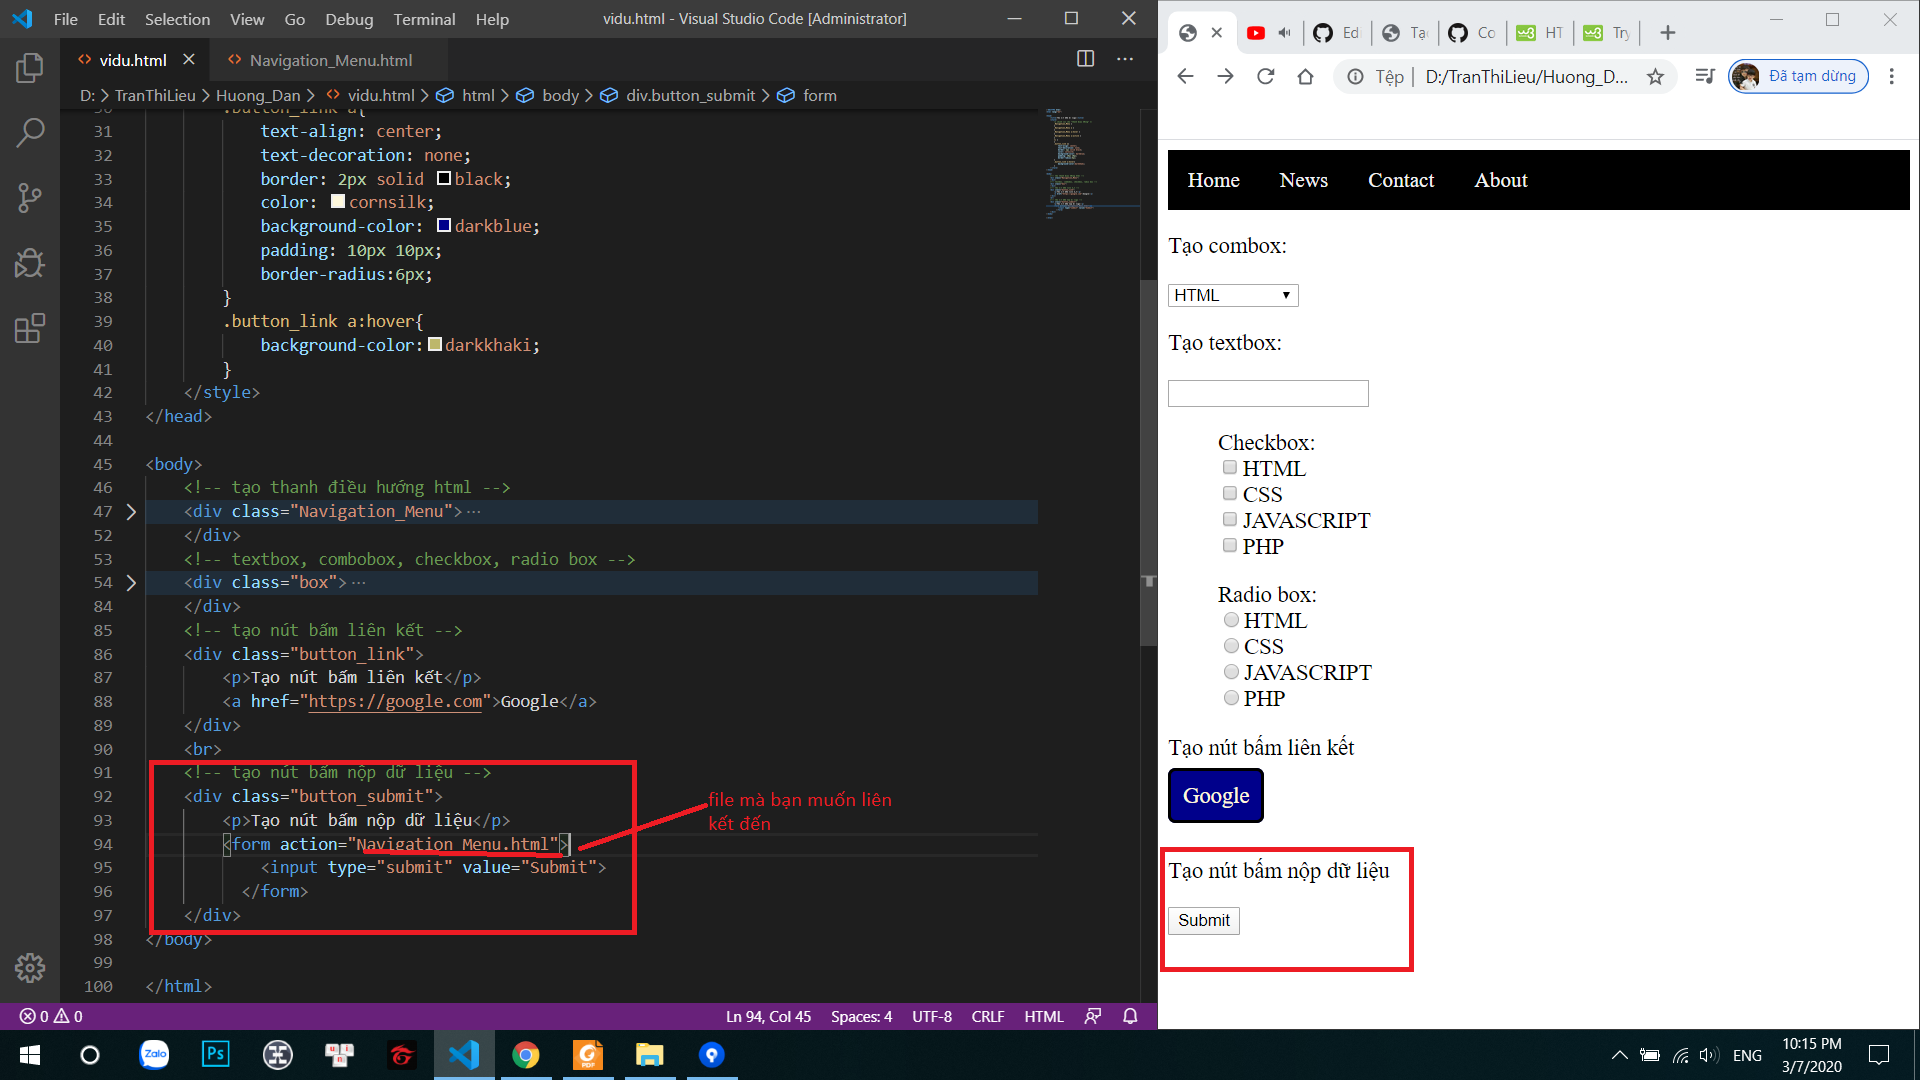 File Edit Selection View Go Debug Terminal Help
vidu.html - Visual Studio Code [Administrator]
vidu.html
Navigation_Menu.html
D: > TranThiLieu > Huong_Dan > vidu.html > html > body > div.button_submit > form
30 .button_link a{
31 text-align: center;
32 text-decoration: none;
33 border: 2px solid black;
34 color: cornsilk;
35 background-color: darkblue;
36 padding: 10px 10px;
37 border-radius:6px;
38 }
39 .button_link a:hover{
40 background-color: darkkhaki;
41 }
42 </style>
43 </head>
44
45 <body>
46 <!-- tạo thanh điều hướng html -->
47 <div class="Navigation_Menu"> ...
52 </div>
53 <!-- textbox, combobox, checkbox, radio box -->
54 <div class="box"> ...
84 </div>
85 <!-- tạo nút bấm liên kết -->
86 <div class="button_link">
87 <p>Tạo nút bấm liên kết</p>
88 <a href="https://google.com">Google</a>
89 </div>
90 <br>
91 <!-- tạo nút bấm nộp dữ liệu -->
92 <div class="button_submit">
93 <p>Tạo nút bấm nộp dữ liệu</p>
94 <form action="Navigation_Menu.html">
95 <input type="submit" value="Submit">
96 </form>
97 </div>
98 </body>
99
100 </html>
file mà bạn muốn liên
kết đến
0 0
Ln 94, Col 45 Spaces: 4 UTF-8 CRLF HTML
Ed Tạ Co HT Try
Tệp | D:/TranThiLieu/Huong_D...
Đã tạm dừng
Home News Contact About
Tạo combox:
HTML
Tạo textbox:
Checkbox:
HTML
CSS
JAVASCRIPT
PHP
Radio box:
HTML
CSS
JAVASCRIPT
PHP
Tạo nút bấm liên kết
Google
Tạo nút bấm nộp dữ liệu
Submit
Zalo
Ps
PDF
ENG
10:15 PM
3/7/2020